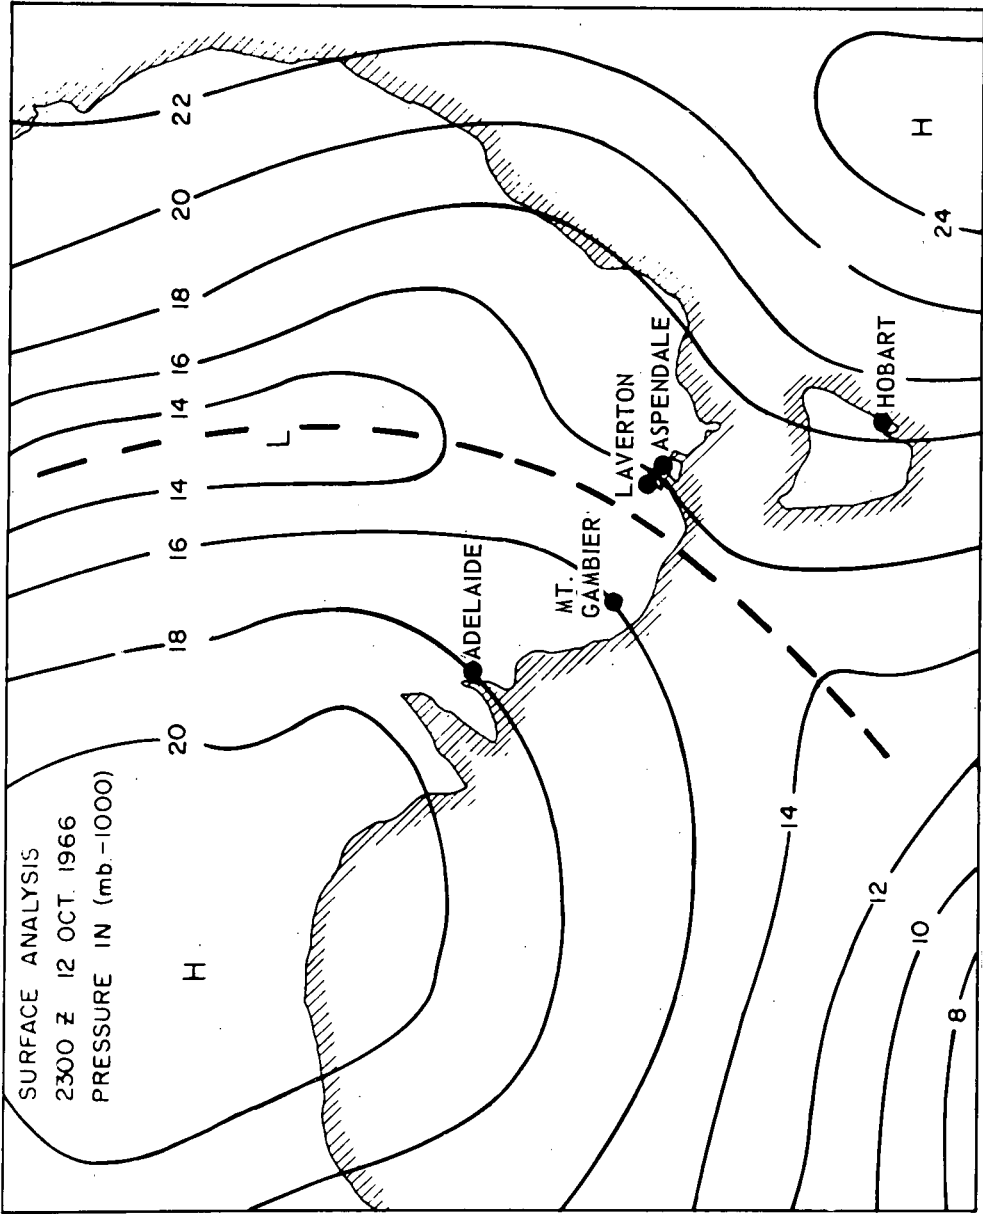 SURFACE ANALYSIS
2300 Z 12 OCT. 1966
PRESSURE IN (mb.-1000)
H
20
18
16
14
L
14
16
18
20
22
ADELAIDE
MT.
GAMBIER
LAVERTON
ASPENDALE
HOBART
14
12
10
8
24
H